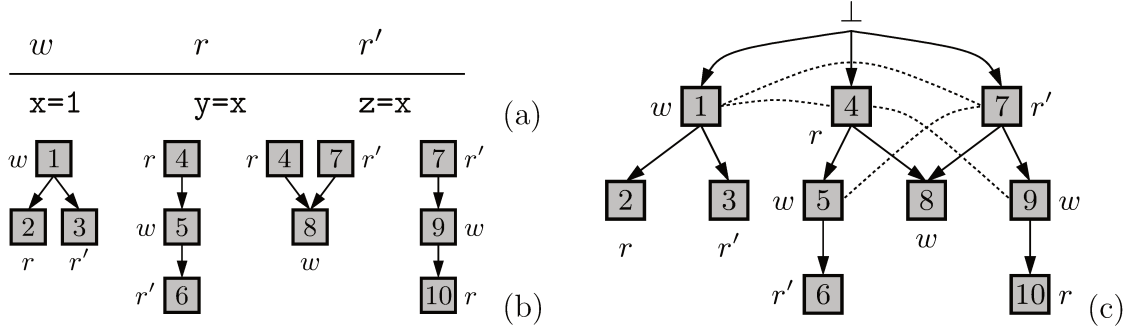 w r r′
x=1 y=x z=x (a)
w 1 r 4 r 4 7 r′ 7 r′
2 3 w 5 8 9 w
r r′ w
r′ 6 10 r (b)
⊥
w 1 4 7 r′
r
2 3 w 5 8 9 w
r r′ w
r′ 6 10 r (c)